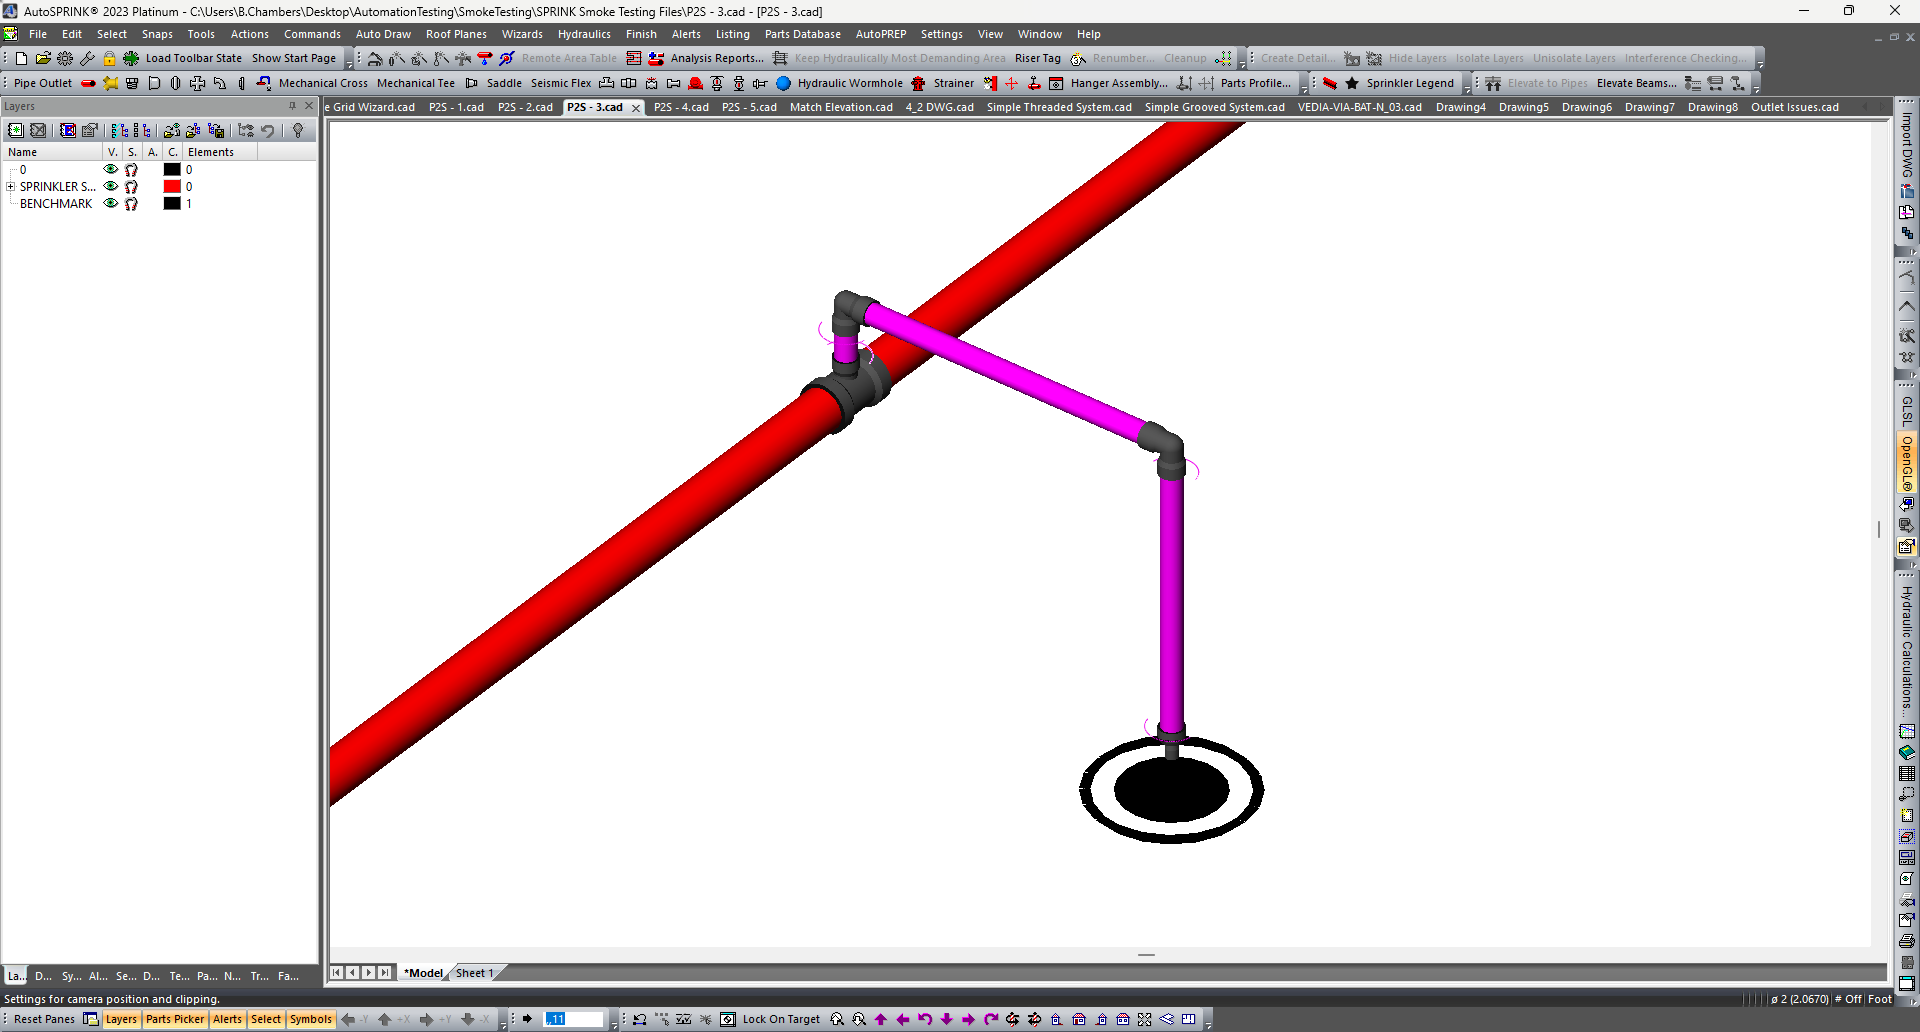 AutoSPRINK® 2023 Platinum - C:\Users\B.Chambers\Desktop\AutomationTesting\SmokeTesting\SPRINK Smoke Testing Files\P2S - 3.cad - [P2S - 3.cad]
File Edit Select Snaps Tools Actions Commands Auto Draw Roof Planes Wizards Hydraulics Finish Alerts Listing Parts Database AutoPREP Settings View Window Help
Load Toolbar State Show Start Page Remote Area Table Analysis Reports... Keep Hydraulically Most Demanding Area Riser Tag Renumber... Cleanup Create Detail... Hide Layers Isolate Layers Unisolate Layers Interference Checking...
Pipe Outlet Mechanical Cross Mechanical Tee Saddle Seismic Flex Hydraulic Wormhole Strainer Hanger Assembly... Parts Profile... Sprinkler Legend Elevate to Pipes Elevate Beams...
Layers
e Grid Wizard.cad P2S - 1.cad P2S - 2.cad P2S - 3.cad P2S - 4.cad P2S - 5.cad Match Elevation.cad 4_2 DWG.cad Simple Threaded System.cad Simple Grooved System.cad VEDIA-VIA-BAT-N_03.cad Drawing4 Drawing5 Drawing6 Drawing7 Drawing8 Outlet Issues.cad
Name V. S. A. C. Elements
0 0
SPRINKLER S... 0
BENCHMARK 1
Import DWG
GLSL
OpenGL®
Hydraulic Calculations...
La... D... Sy... Al... Se... D... Te... Pa... N... Tr... Fa...
*Model Sheet 1
Settings for camera position and clipping.
ø 2 (2.0670) # Off Foot
Reset Panes Layers Parts Picker Alerts Select Symbols -Y +X +Y -X .,11 Lock On Target